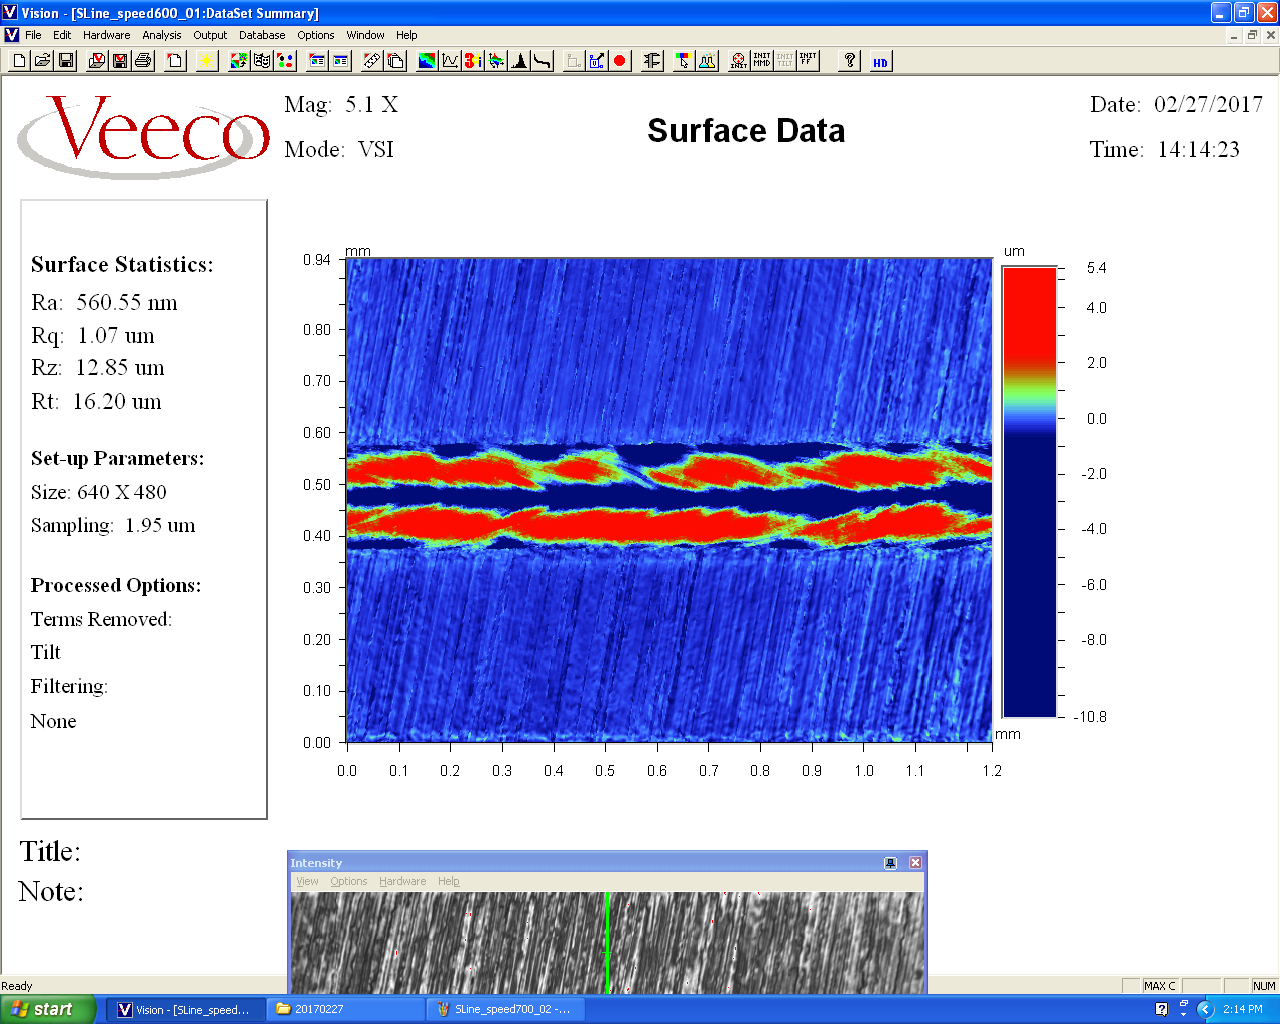 Vision - [SLine_speed600_01:DataSet Summary]
File Edit Hardware Analysis Output Database Options Window Help
INIT INIT MMD INIT TILT INIT FF ? HD
Veeco
Mag: 5.1 X
Mode: VSI
Surface Data
Date: 02/27/2017
Time: 14:14:23
Surface Statistics:
Ra: 560.55 nm
Rq: 1.07 um
Rz: 12.85 um
Rt: 16.20 um
Set-up Parameters:
Size: 640 X 480
Sampling: 1.95 um
Processed Options:
Terms Removed:
Tilt
Filtering:
None
mm
0.94
0.80
0.70
0.60
0.50
0.40
0.30
0.20
0.10
0.00
0.0 0.1 0.2 0.3 0.4 0.5 0.6 0.7 0.8 0.9 1.0 1.1 1.2
mm
um
5.4
4.0
2.0
0.0
-2.0
-4.0
-6.0
-8.0
-10.8
Title:
Note:
Intensity
View Options Hardware Help
Ready
MAX C NUM
start
Vision - [SLine_speed...
20170227
SLine_speed700_02 -...
2:14 PM